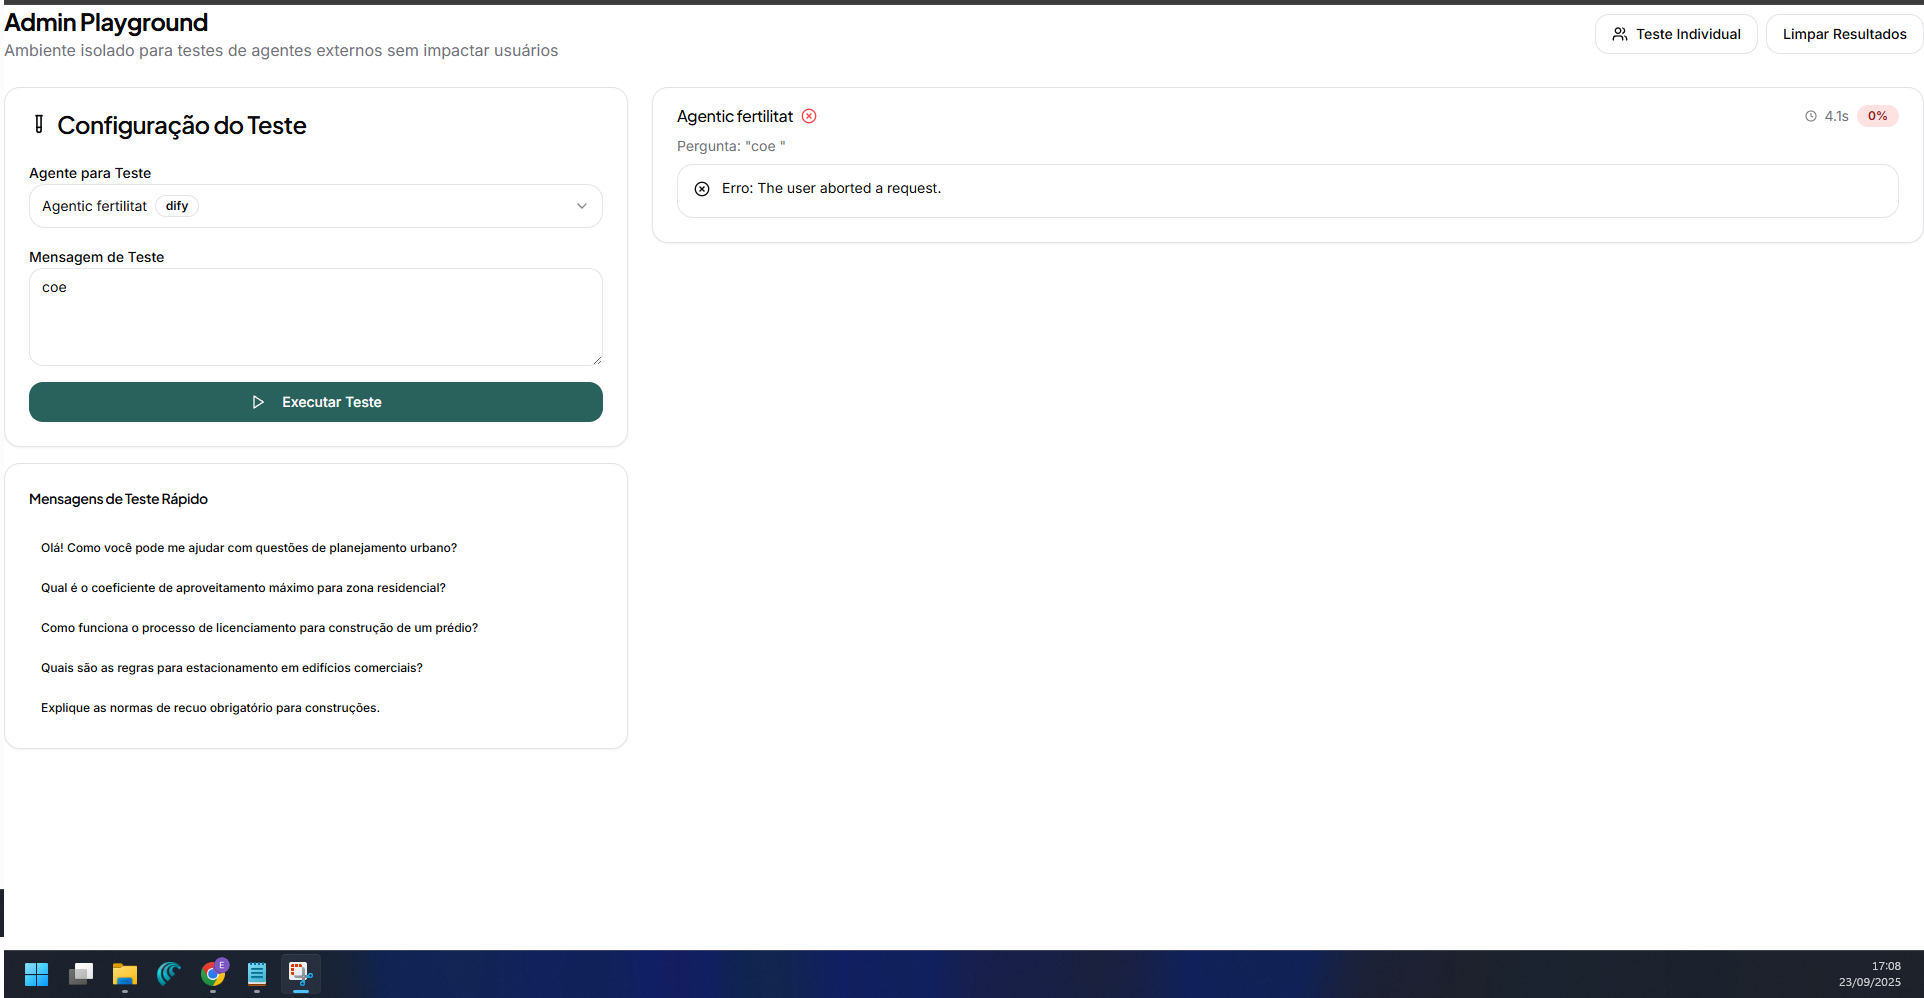 Admin Playground
Ambiente isolado para testes de agentes externos sem impactar usuários
Teste Individual
Limpar Resultados
Configuração do Teste
Agente para Teste
Agentic fertilitat dify
Mensagem de Teste
coe
Executar Teste
Mensagens de Teste Rápido
Olá! Como você pode me ajudar com questões de planejamento urbano?
Qual é o coeficiente de aproveitamento máximo para zona residencial?
Como funciona o processo de licenciamento para construção de um prédio?
Quais são as regras para estacionamento em edifícios comerciais?
Explique as normas de recuo obrigatório para construções.
Agentic fertilitat
4.1s 0%
Pergunta: "coe "
Erro: The user aborted a request.
E
17:08
23/09/2025